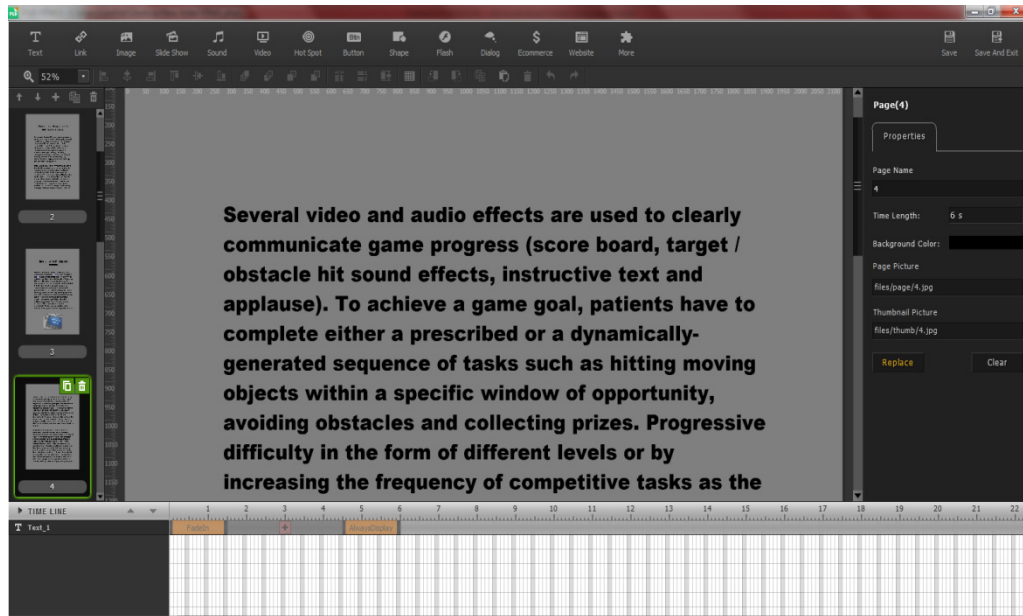 Text Link Image Slide Show Sound Video Hot Spot Button Shape Flash Dialog Ecommerce Website More Save Save And Exit
52%
Page(4)
Properties
Page Name
4
Time Length: 6 s
Background Color:
Page Picture
files/page/4.jpg
Thumbnail Picture
files/thumb/4.jpg
Replace Clear
2
3
4
Several video and audio effects are used to clearly
communicate game progress (score board, target /
obstacle hit sound effects, instructive text and
applause). To achieve a game goal, patients have to
complete either a prescribed or a dynamically-
generated sequence of tasks such as hitting moving
objects within a specific window of opportunity,
avoiding obstacles and collecting prizes. Progressive
difficulty in the form of different levels or by
increasing the frequency of competitive tasks as the
TIME LINE 1 2 3 4 5 6 7 8 9 10 11 12 13 14 15 16 17 18 19 20 21 22
T Text_1 FadeIn AlwaysDisplay